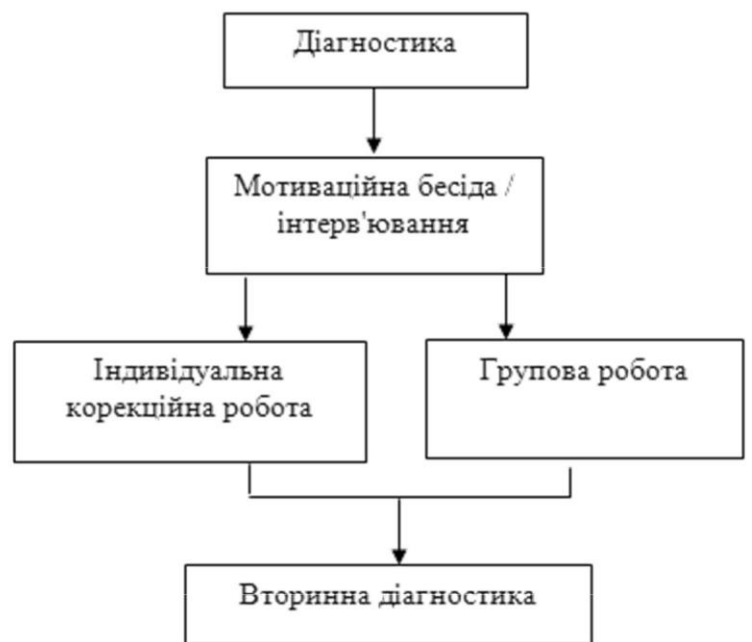 Діагностика
Мотиваційна бесіда /
інтерв'ювання
Індивідуальна
корекційна робота
Групова робота
Вторинна діагностика